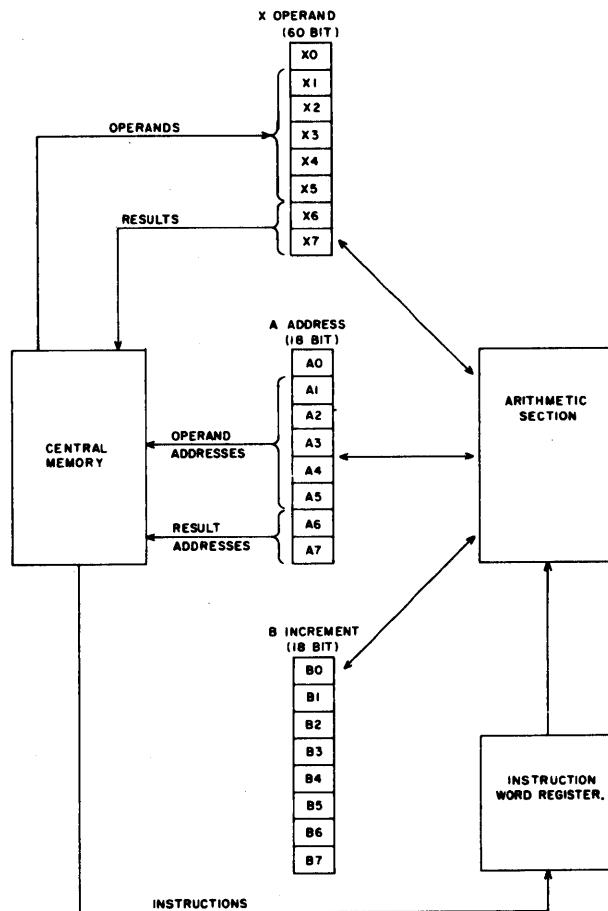 X OPERAND
(60 BIT)
X0
X1
X2
X3
X4
X5
X6
X7
OPERANDS
RESULTS
A ADDRESS
(18 BIT)
A0
A1
A2
A3
A4
A5
A6
A7
CENTRAL
MEMORY
OPERAND
ADDRESSES
RESULT
ADDRESSES
ARITHMETIC
SECTION
B INCREMENT
(18 BIT)
B0
B1
B2
B3
B4
B5
B6
B7
INSTRUCTION
WORD REGISTER.
INSTRUCTIONS